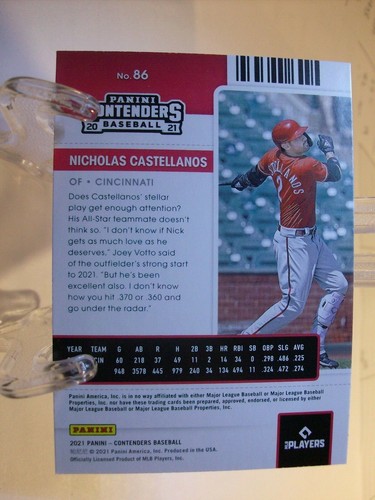 No. 86
PANINI
CONTENDERS
20 BASEBALL 21
NICHOLAS CASTELLANOS
OF • CINCINNATI
Does Castellanos' stellar
play get enough attention?
His All-Star teammate doesn't
think so. "I don't know if Nick
gets as much love as he
deserves," Joey Votto said
of the outfielder's strong start
to 2021. "But he's been
excellent also. I don't know
how you hit .370 or .360 and
go under the radar."
YEAR TEAM G AB R H 2B 3B HR RBI SB OBP SLG AVG
60 218 37 49 11 2 14 34 0 .298 .486 .225
948 3578 445 979 240 34 134 494 11 .324 .472 .274
Panini America, Inc. is in no way affiliated with either Major League Baseball or Major League Baseball
Properties, Inc. nor have these trading cards been prepared, approved, endorsed, or licensed by either
Major League Baseball or Major League Baseball Properties, Inc.
PANINI
2021 PANINI – CONTENDERS BASEBALL
© 2021 Panini America, Inc. Produced in the USA.
Officially Licensed Product of MLB Players, Inc.
PLAYERS